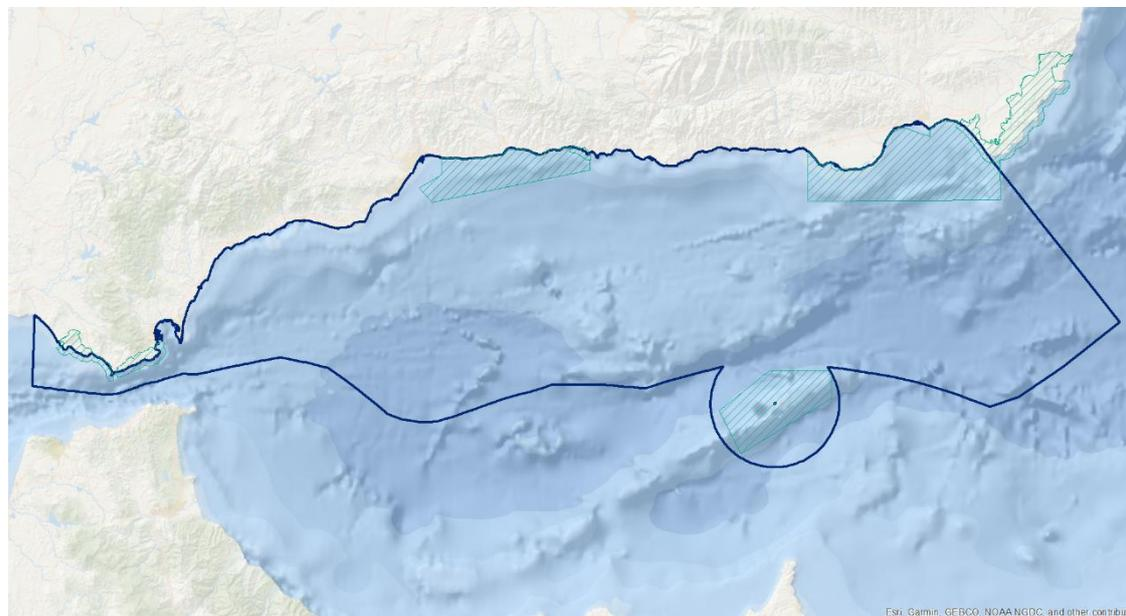 Esri, Garmin, GEBCO, NOAA NGDC, and other contribu